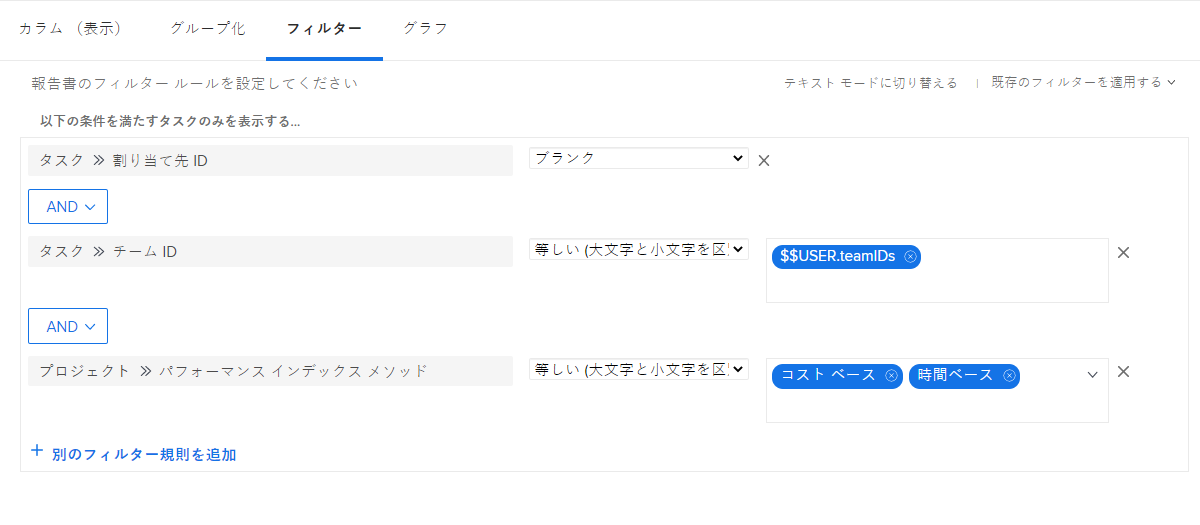 カラム （表示） グループ化 フィルター グラフ
報告書のフィルター ルールを設定してください テキスト モードに切り替える | 既存のフィルターを適用する
以下の条件を満たすタスクのみを表示する...
タスク >> 割り当て先 ID ブランク
AND
タスク >> チーム ID 等しい (大文字と小文字を区 $$USER.teamIDs
AND
プロジェクト >> パフォーマンス インデックス メソッド 等しい (大文字と小文字を区 コスト ベース 時間ベース
+ 別のフィルター規則を追加